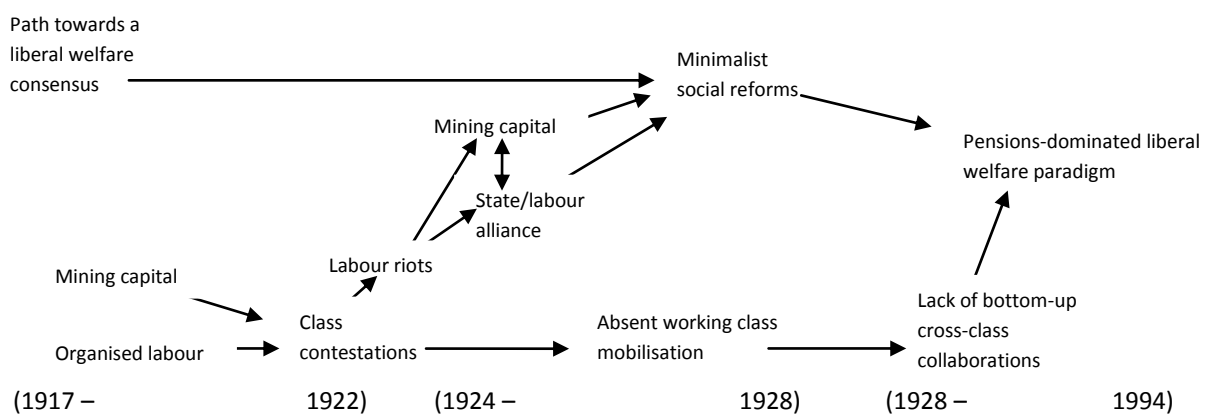 Path towards a
liberal welfare
consensus
Minimalist
social reforms
Mining capital
Pensions-dominated liberal
welfare paradigm
State/labour
alliance
Labour riots
Mining capital
Organised labour
Class
contestations
Absent working class
mobilisation
Lack of bottom-up
cross-class
collaborations
(1917 – 1922) (1924 – 1928) (1928 – 1994)